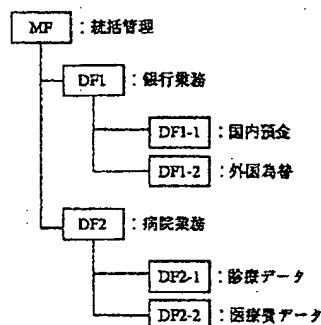 MF：統括管理
DF1：銀行業務
DF1-1：国内預金
DF1-2：外国為替
DF2：病院業務
DF2-1：診療データ
DF2-2：医療費データ